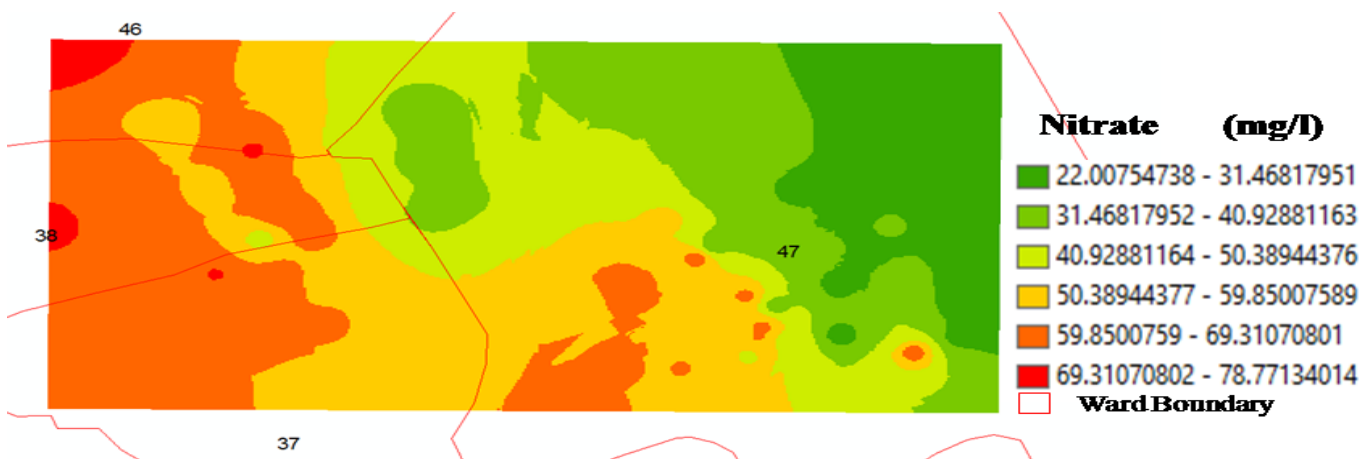 46
38
47
37
Nitrate (mg/l)
22.00754738 - 31.46817951
31.46817952 - 40.92881163
40.92881164 - 50.38944376
50.38944377 - 59.85007589
59.8500759 - 69.31070801
69.31070802 - 78.77134014
Ward Boundary